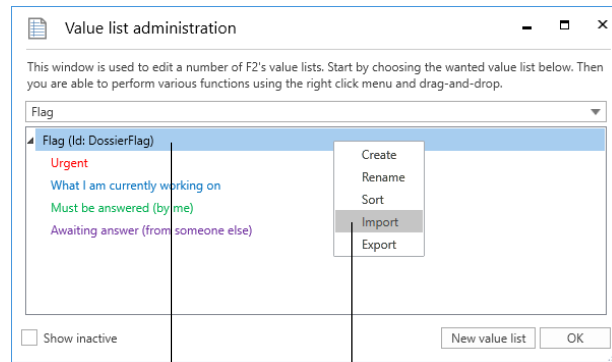 Value list administration
This window is used to edit a number of F2's value lists. Start by choosing the wanted value list below. Then
you are able to perform various functions using the right click menu and drag-and-drop.
Flag
Flag (Id: DossierFlag)
Urgent
What I am currently working on
Must be answered (by me)
Awaiting answer (from someone else)
Create
Rename
Sort
Import
Export
Show inactive
New value list
OK